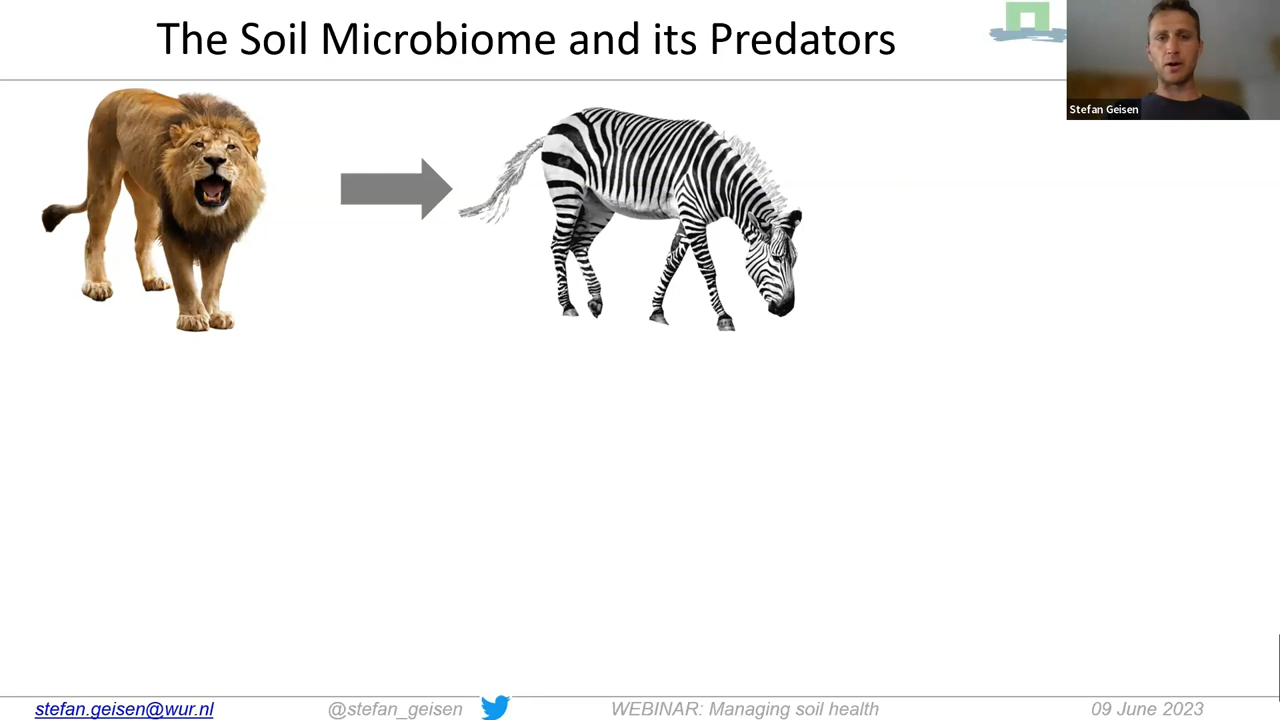 The Soil Microbiome and its Predators
Stefan Geisen
stefan.geisen@wur.nl
@stefan_geisen
WEBINAR: Managing soil health
09 June 2023